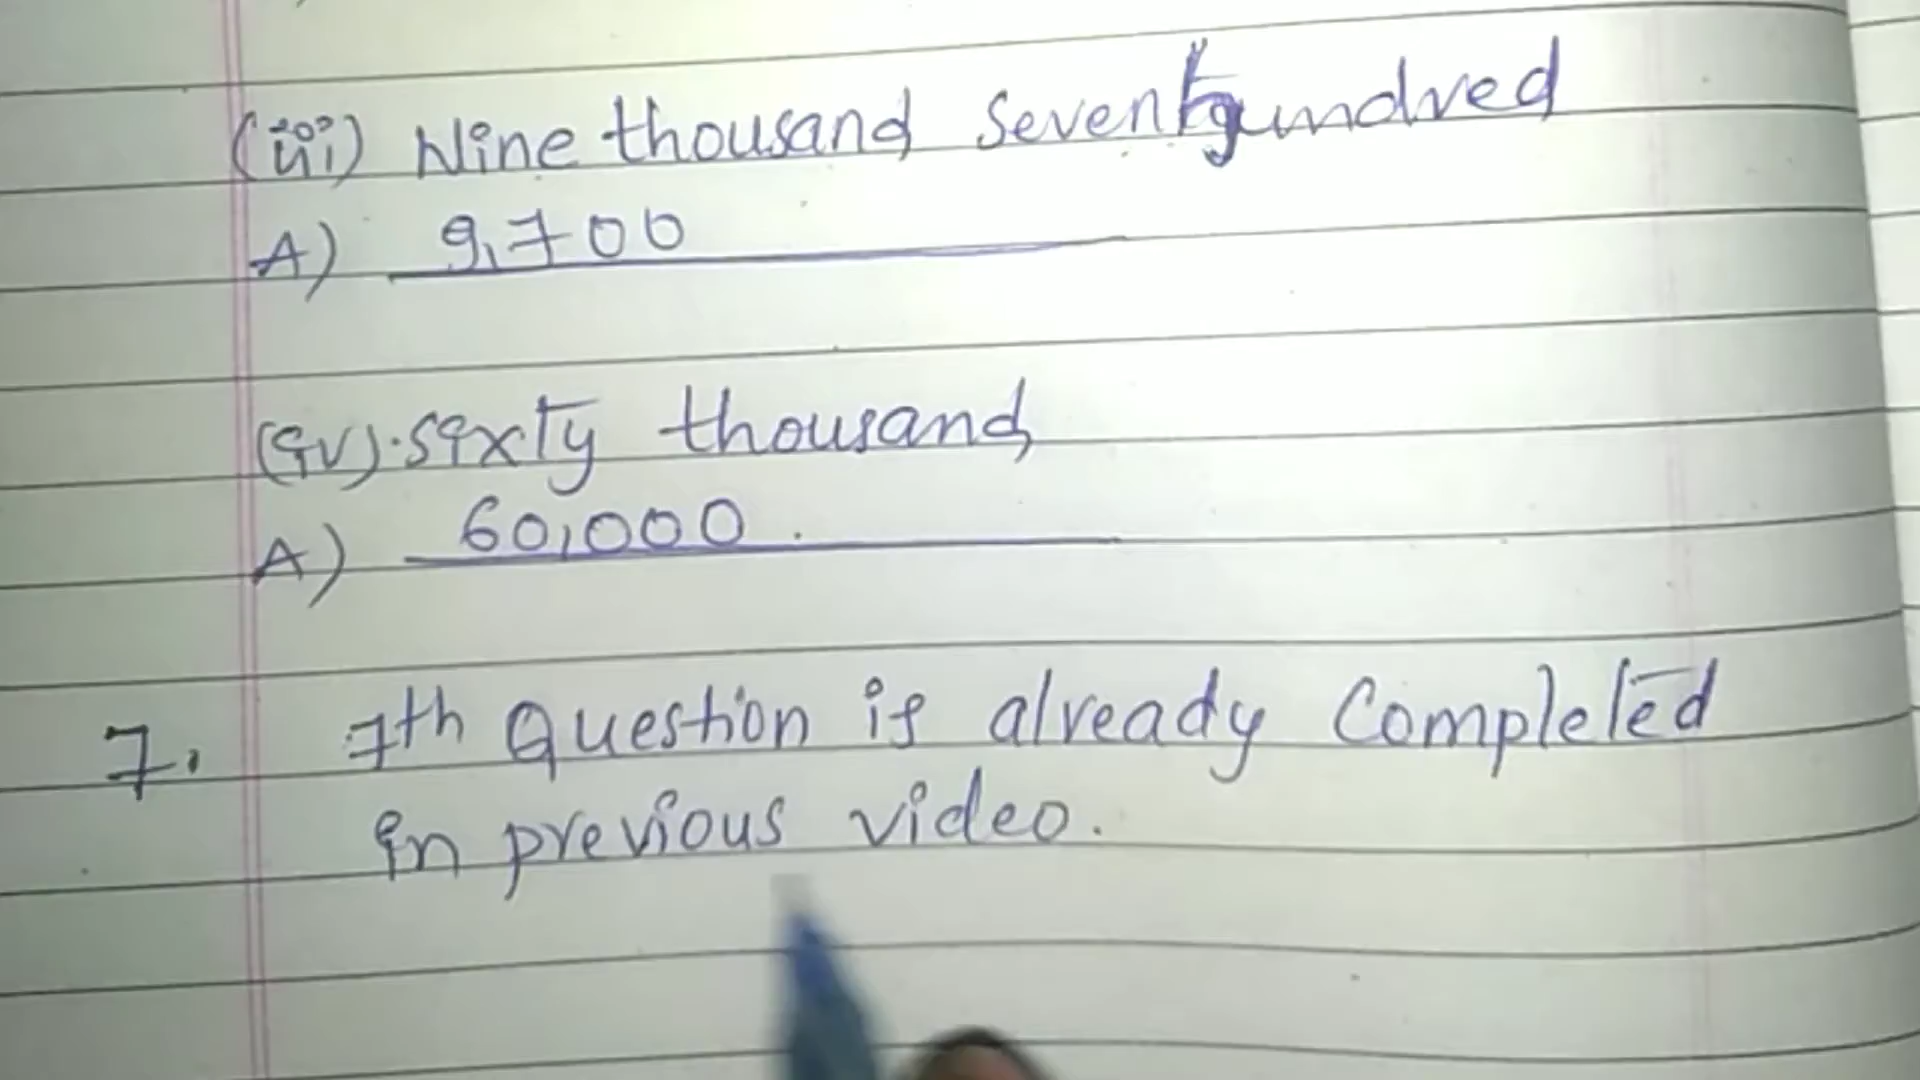 (iii) Nine thousand seven hundred
A) 9,700
(iv). Sixty thousand
A) 60,000.
7. 7th Question is already Completed
in previous video.